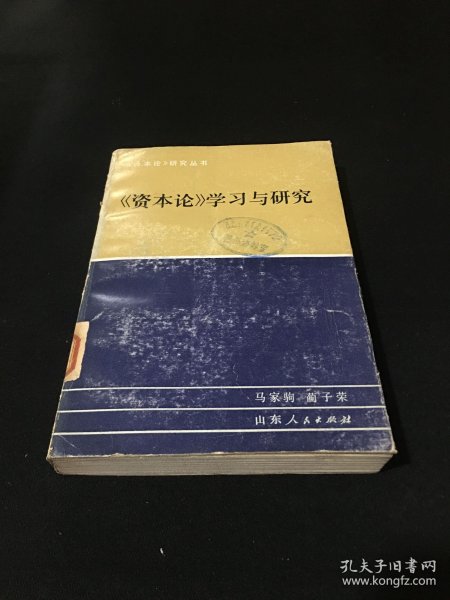 《资本论》研究丛书
《资本论》学习与研究
马家驹 蔺子荣
山东人民出版社
孔夫子旧书网
www.kongfz.com